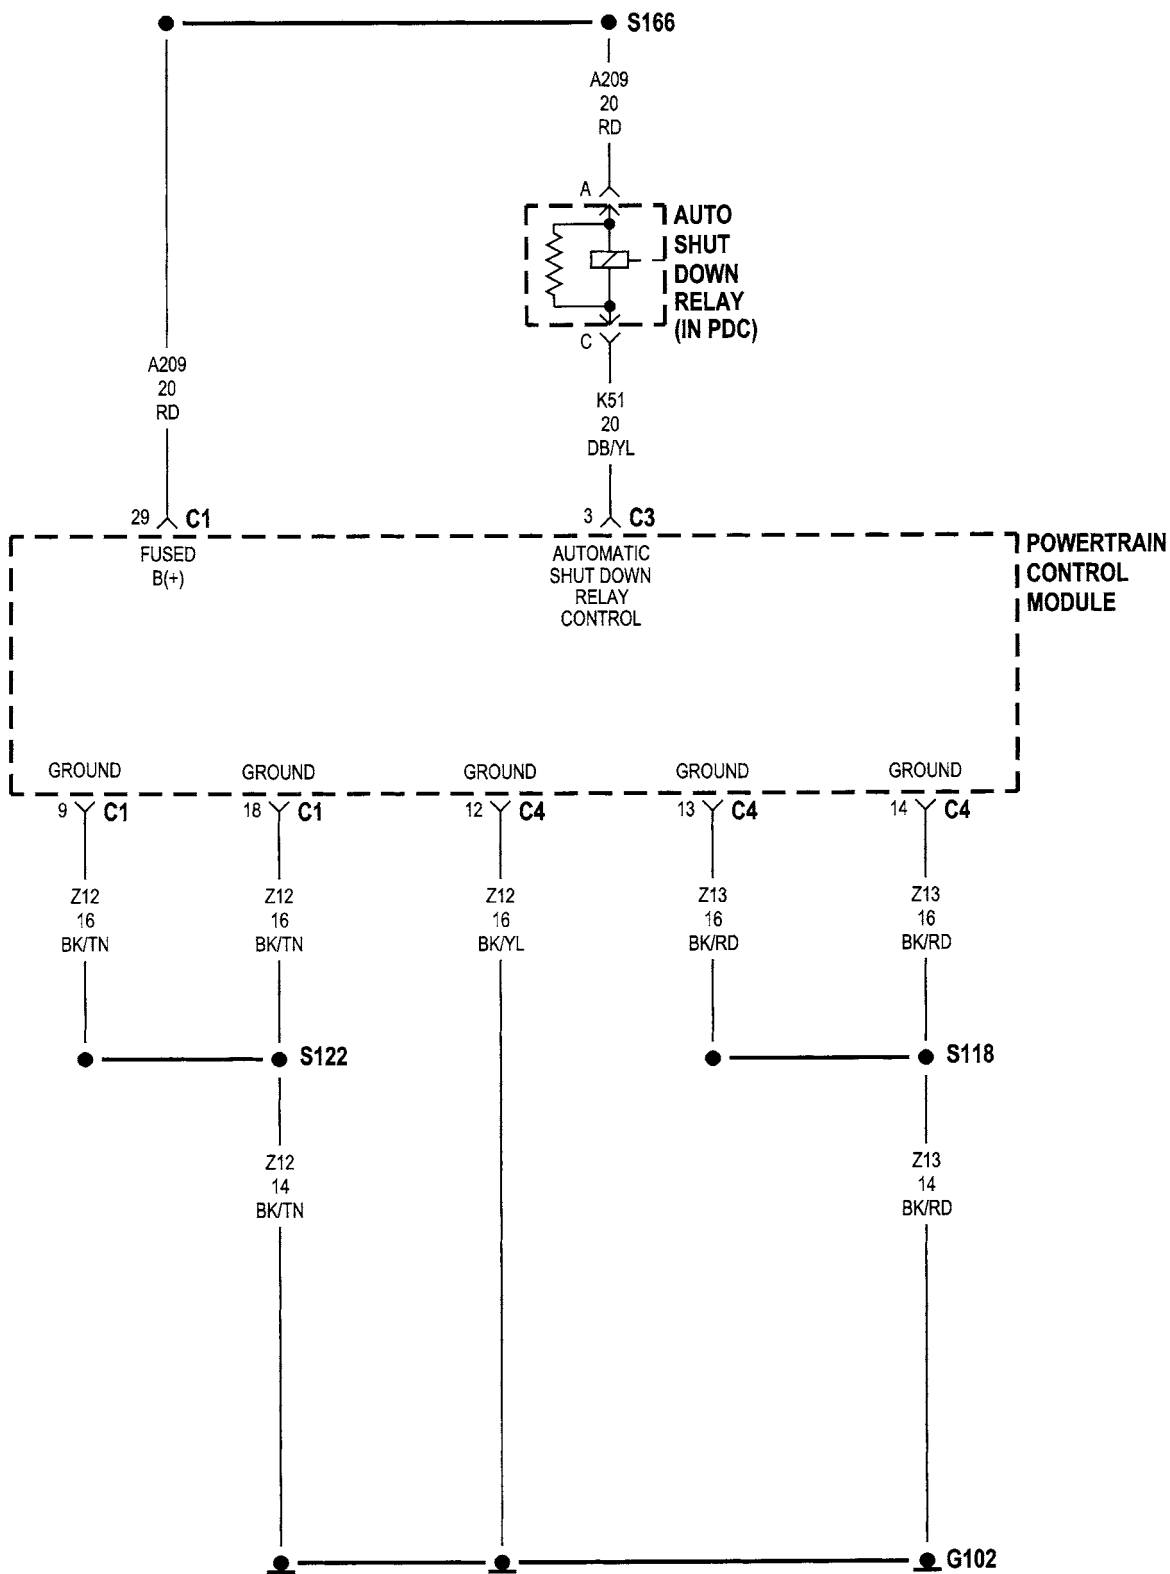 S166
A209
20
RD
A
AUTO
SHUT
DOWN
RELAY
(IN PDC)
C
A209
20
RD
K51
20
DB/YL
29 C1
3 C3
FUSED
B(+)
AUTOMATIC
SHUT DOWN
RELAY
CONTROL
POWERTRAIN
CONTROL
MODULE
GROUND GROUND GROUND GROUND GROUND
9 C1 18 C1 12 C4 13 C4 14 C4
Z12 Z12 Z12 Z13 Z13
16 16 16 16 16
BK/TN BK/TN BK/YL BK/RD BK/RD
S122 S118
Z12 Z13
14 14
BK/TN BK/RD
G102